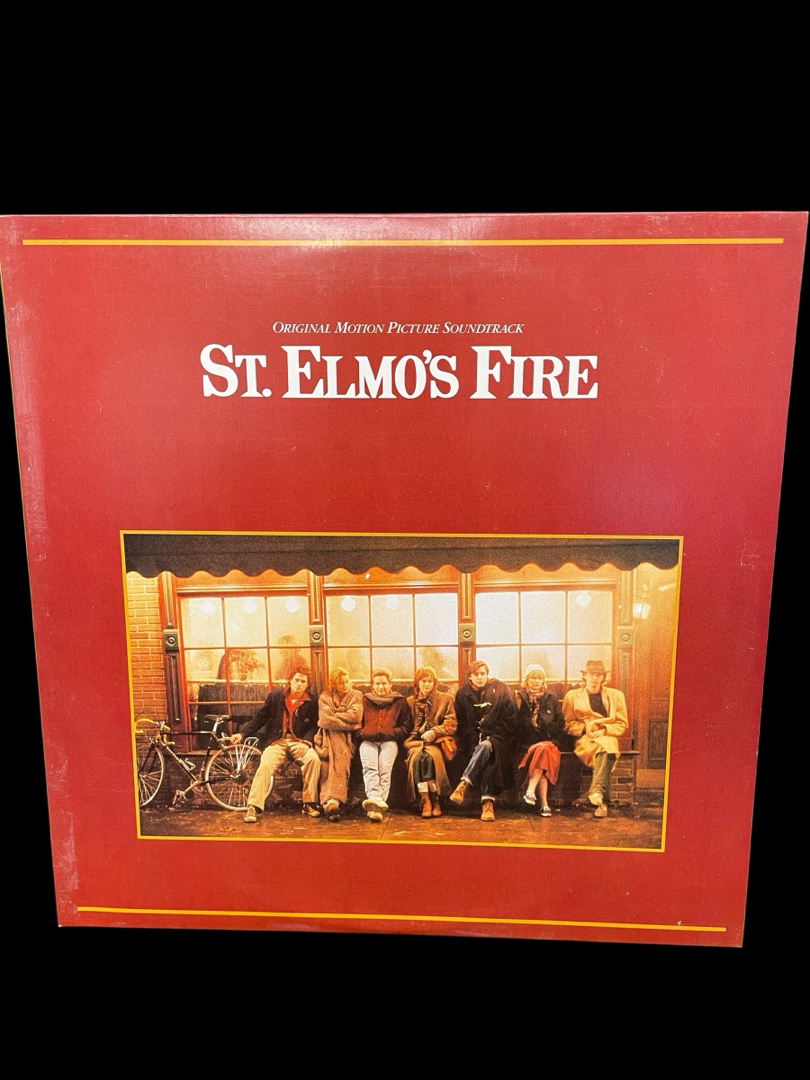 ORIGINAL MOTION PICTURE SOUNDTRACK
ST. ELMO'S FIRE